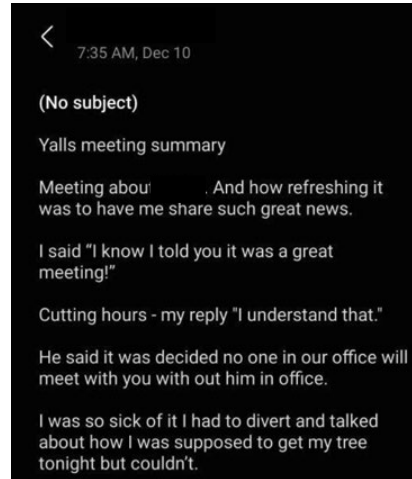 7:35 AM, Dec 10
(No subject)
Yalls meeting summary
Meeting about . And how refreshing it
was to have me share such great news.
I said “I know I told you it was a great
meeting!”
Cutting hours - my reply "I understand that."
He said it was decided no one in our office will
meet with you with out him in office.
I was so sick of it I had to divert and talked
about how I was supposed to get my tree
tonight but couldn't.